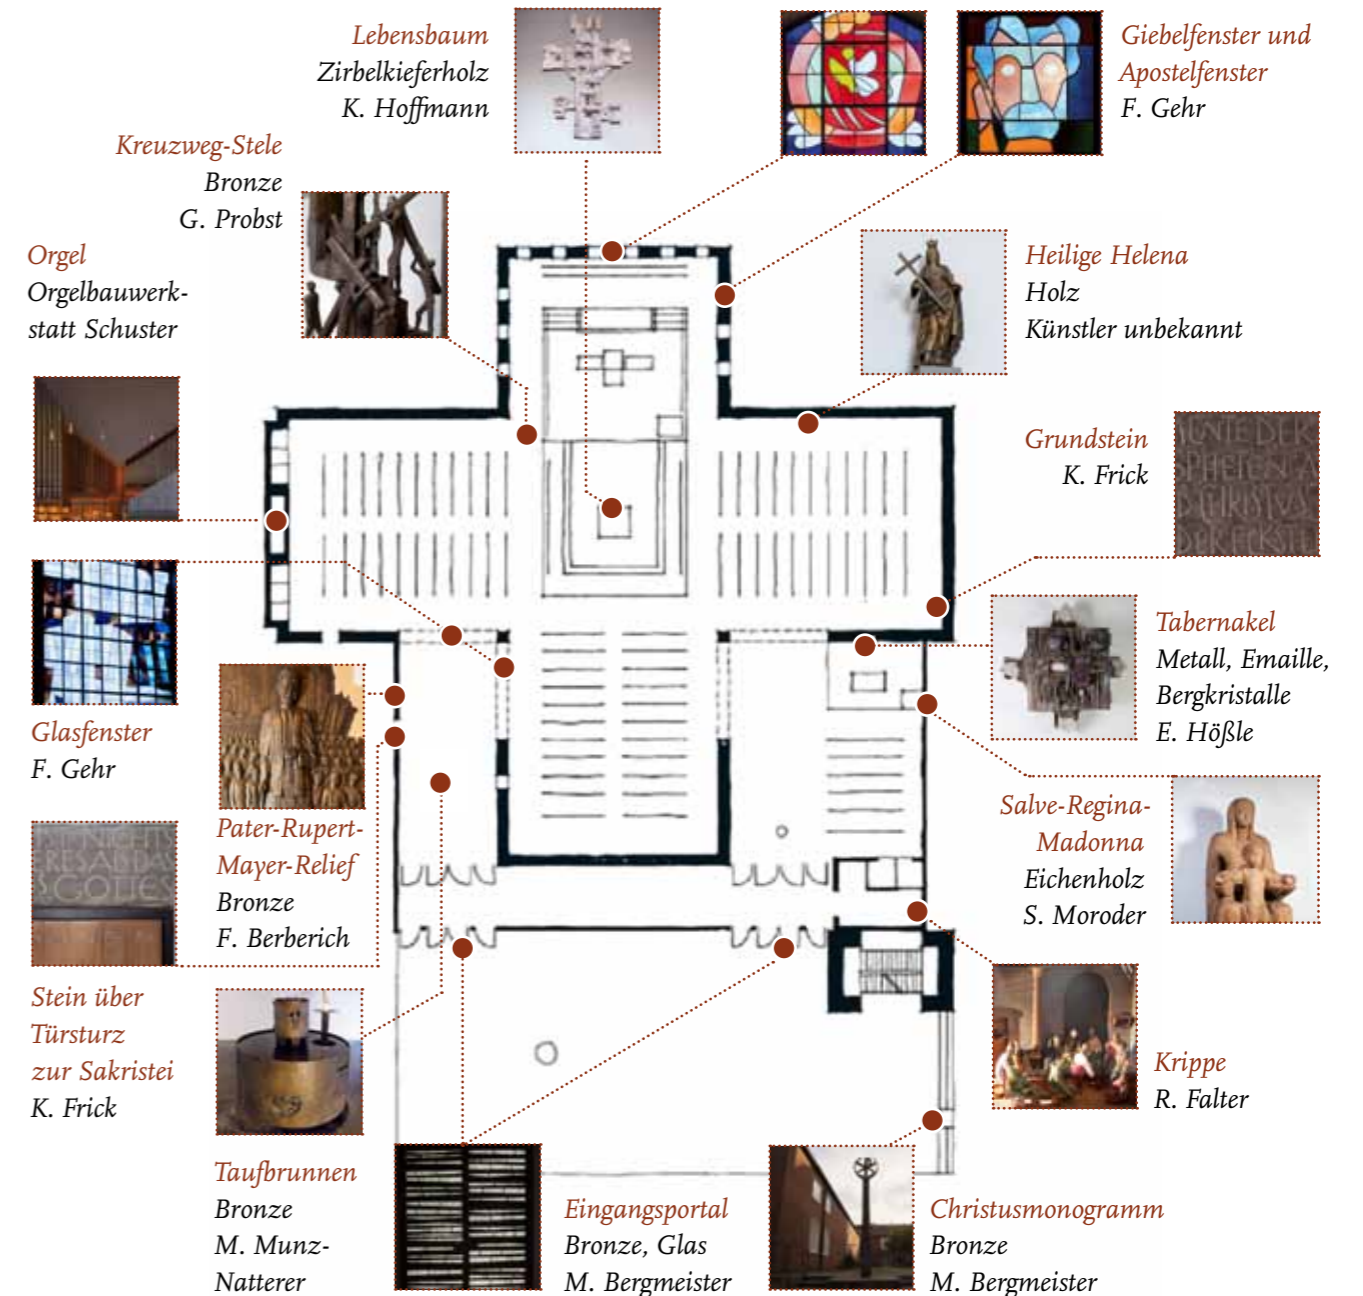 Lebensbaum
Zirbelkieferholz
K. Hoffmann
Giebelfenster und
Apostelfenster
F. Gehr
Kreuzweg-Stele
Bronze
G. Probst
Orgel
Orgelbauwerk-
statt Schuster
Heilige Helena
Holz
Künstler unbekannt
Grundstein
K. Frick
Tabernakel
Metall, Emaille,
Bergkristalle
E. Hößle
Glasfenster
F. Gehr
Pater-Rupert-
Mayer-Relief
Bronze
F. Berberich
Salve-Regina-
Madonna
Eichenholz
S. Moroder
Stein über
Türsturz
zur Sakristei
K. Frick
Krippe
R. Falter
Taufbrunnen
Bronze
M. Munz-
Natterer
Eingangsportal
Bronze, Glas
M. Bergmeister
Christusmonogramm
Bronze
M. Bergmeister